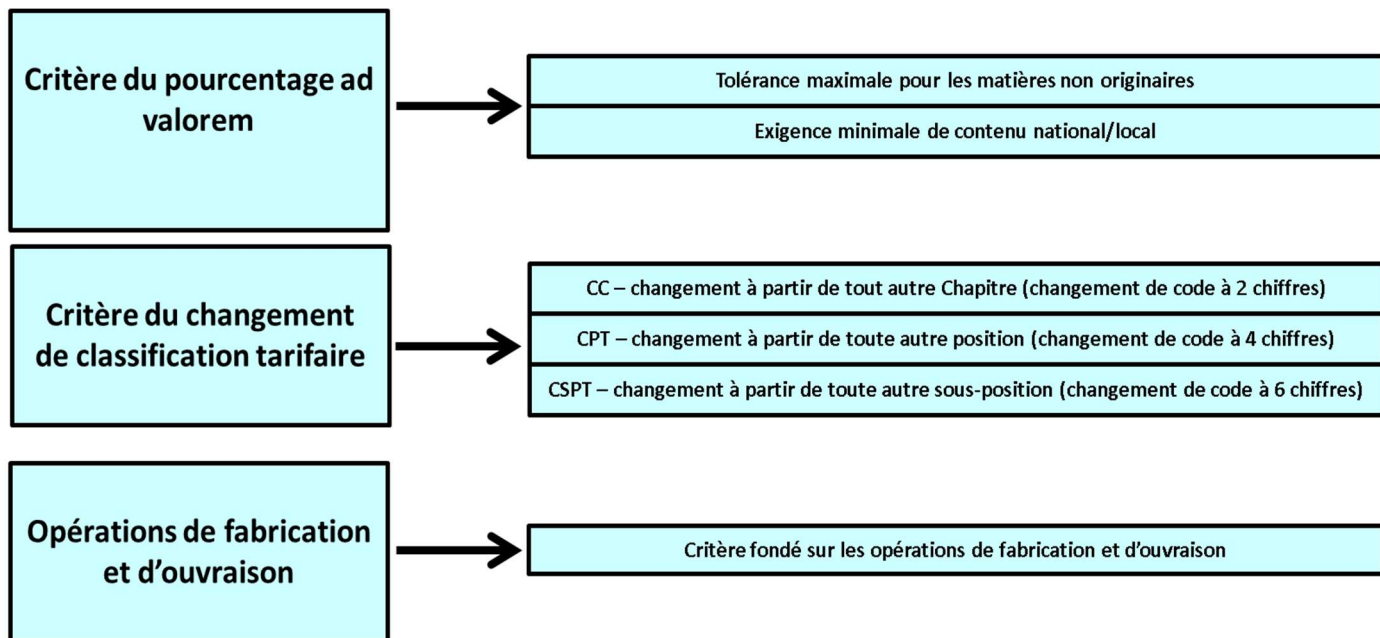 Critère du pourcentage ad
valorem
Tolérance maximale pour les matières non originaires
Exigence minimale de contenu national/local
Critère du changement
de classification tarifaire
CC – changement à partir de tout autre Chapitre (changement de code à 2 chiffres)
CPT – changement à partir de toute autre position (changement de code à 4 chiffres)
CSPT – changement à partir de toute autre sous-position (changement de code à 6 chiffres)
Opérations de fabrication
et d’ouvraison
Critère fondé sur les opérations de fabrication et d’ouvraison